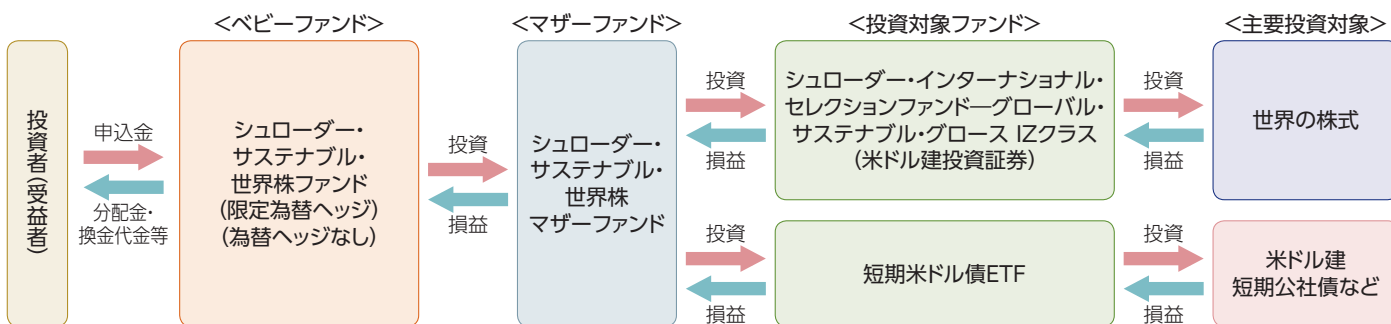 <ベビーファンド>
<マザーファンド>
<投資対象ファンド>
<主要投資対象>
投資者(受益者)
申込金
分配金・
換金代金等
シュローダー・
サステナブル・
世界株ファンド
(限定為替ヘッジ)
(為替ヘッジなし)
投資
損益
シュローダー・
サステナブル・
世界株
マザーファンド
投資
損益
シュローダー・インターナショナル・
セレクションファンド―グローバル・
サステナブル・グロース IZクラス
(米ドル建投資証券)
投資
損益
世界の株式
投資
損益
短期米ドル債ETF
投資
損益
米ドル建
短期公社債など